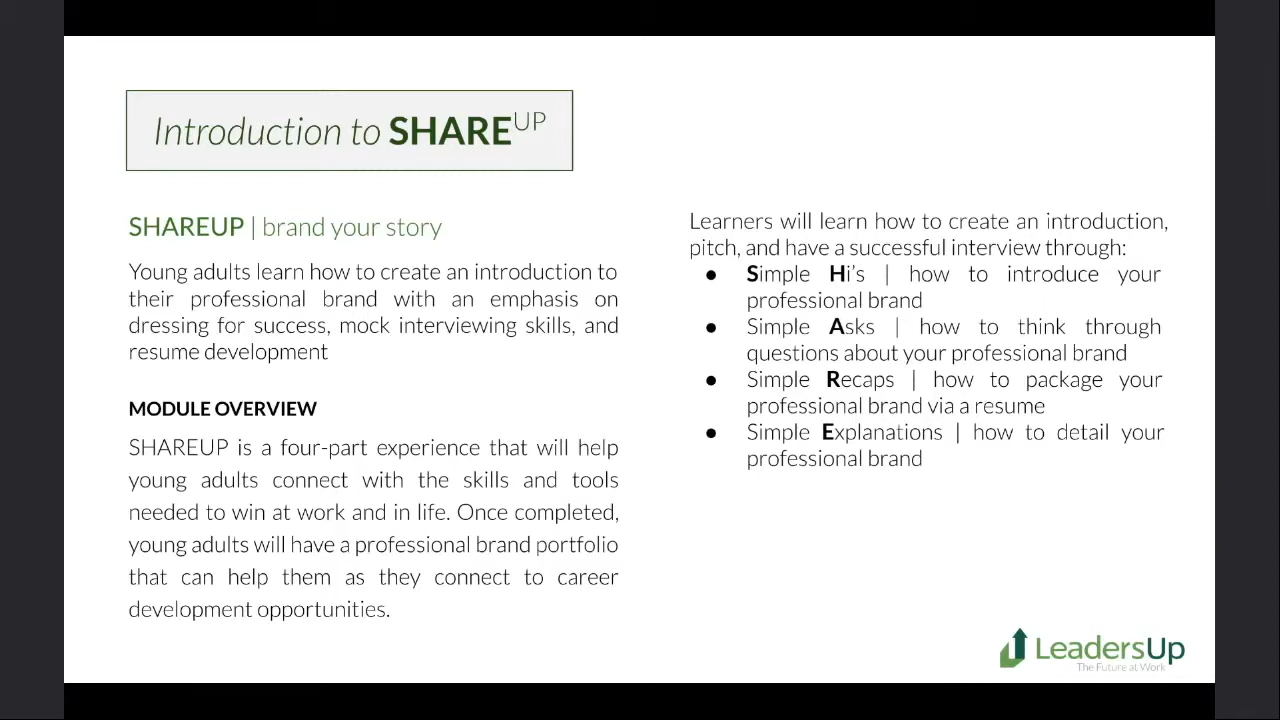 Introduction to SHAREUP
SHAREUP | brand your story
Young adults learn how to create an introduction to
their professional brand with an emphasis on
dressing for success, mock interviewing skills, and
resume development
MODULE OVERVIEW
SHAREUP is a four-part experience that will help
young adults connect with the skills and tools
needed to win at work and in life. Once completed,
young adults will have a professional brand portfolio
that can help them as they connect to career
development opportunities.
Learners will learn how to create an introduction,
pitch, and have a successful interview through:
● Simple Hi's | how to introduce your
professional brand
● Simple Asks | how to think through
questions about your professional brand
● Simple Recaps | how to package your
professional brand via a resume
● Simple Explanations | how to detail your
professional brand
LeadersUp
The Future at Work